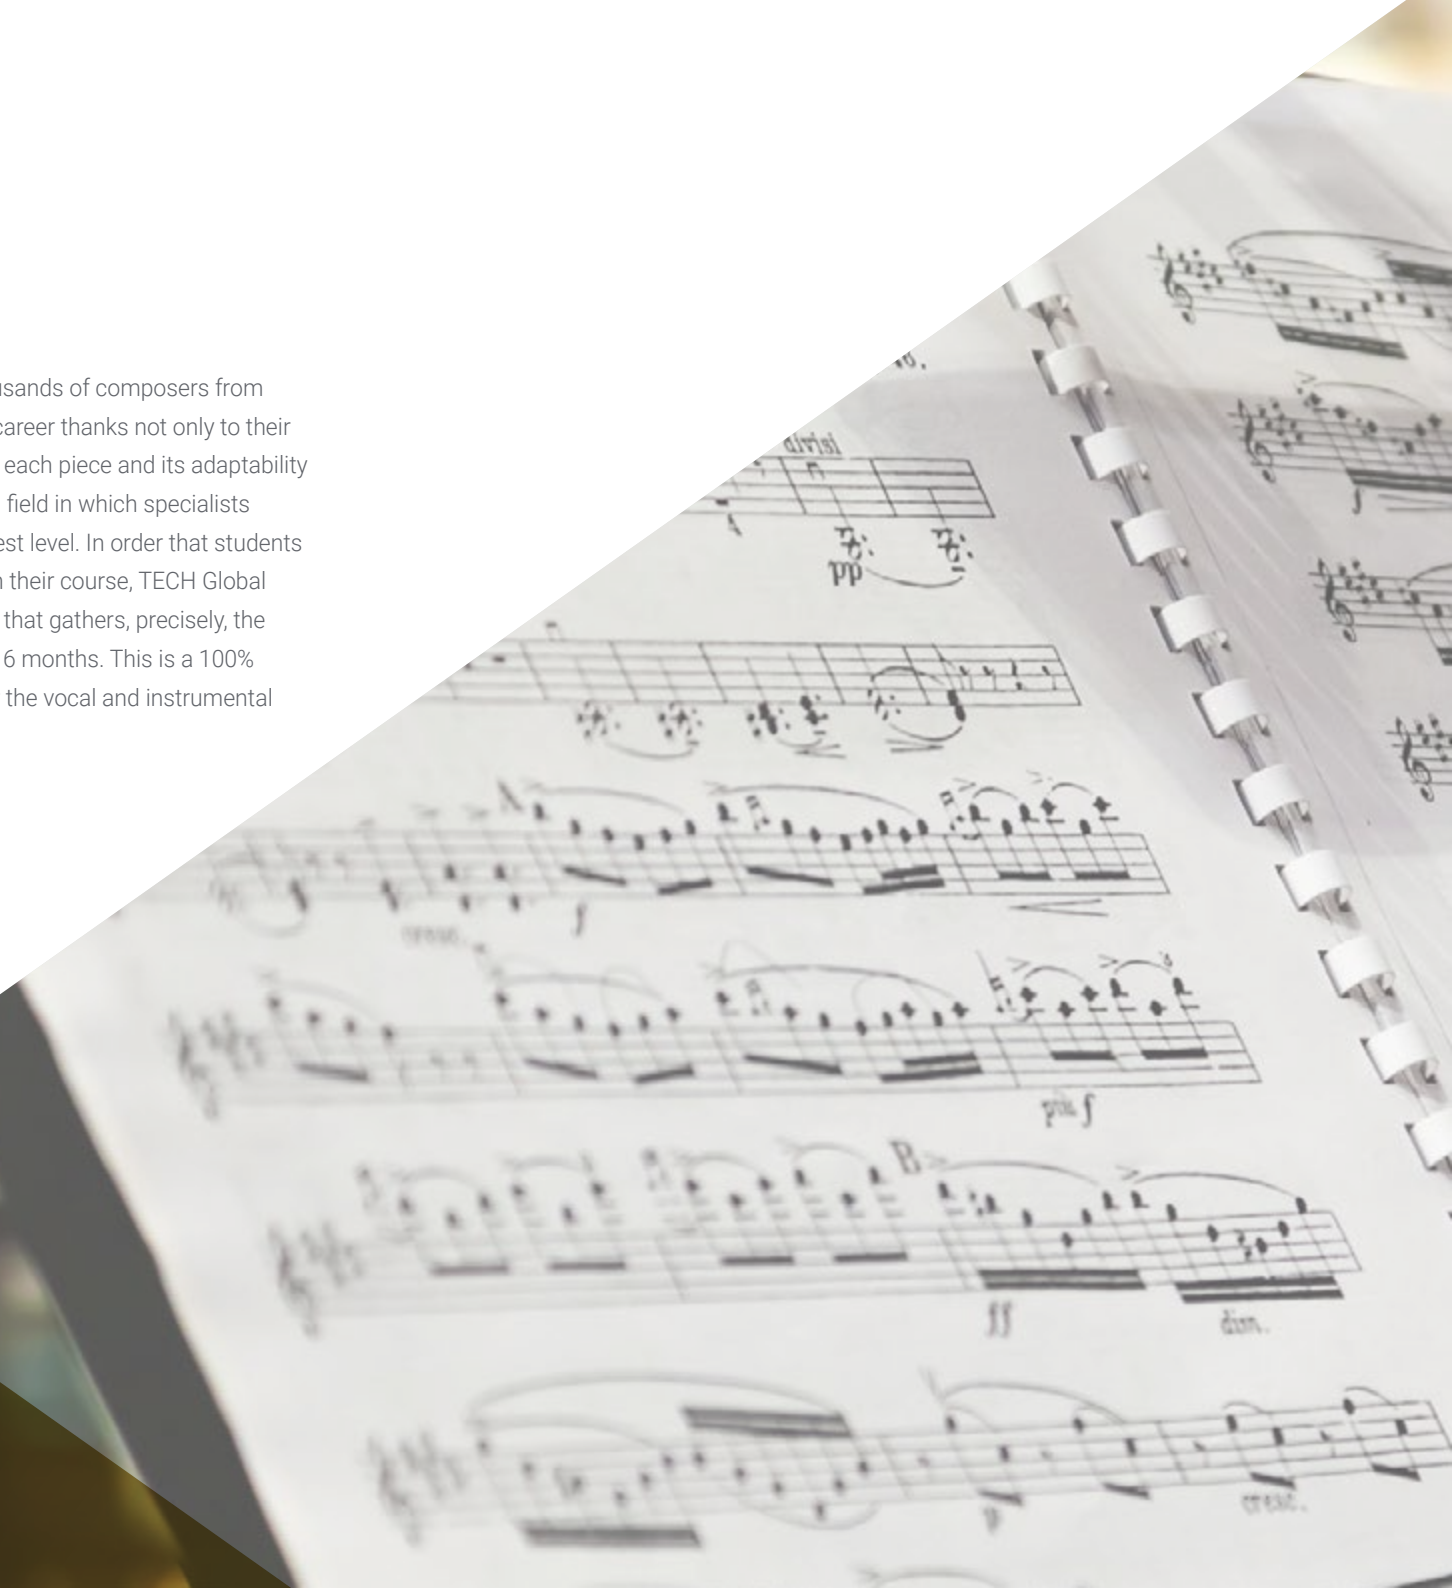 usands of composers from
career thanks not only to their
each piece and its adaptability
field in which specialists
est level. In order that students
n their course, TECH Global
that gathers, precisely, the
6 months. This is a 100%
the vocal and instrumental
divisi
pp
A
f
cresc.
più f
B
ff
dim.
p
cresc.